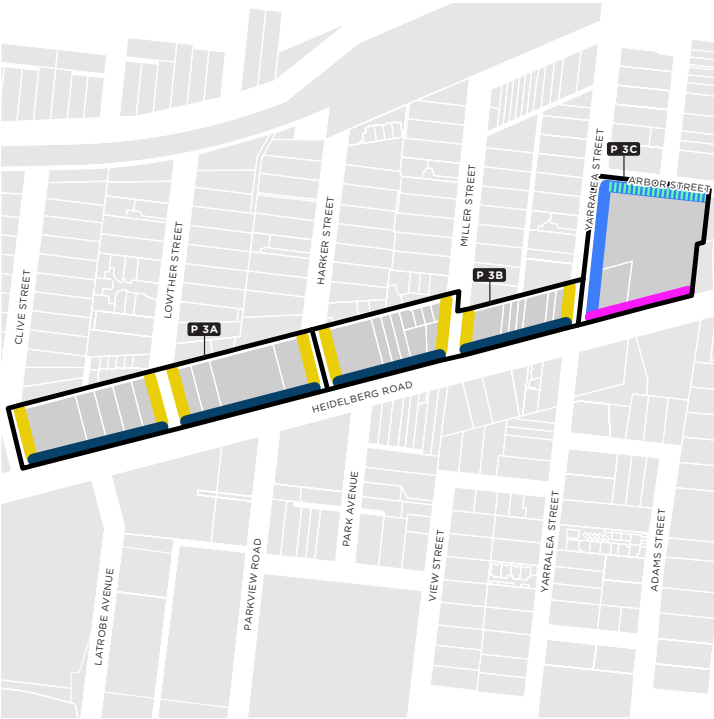 P 3C
ARBOR STREET
YARRALEA STREET
MILLER STREET
HARKER STREET
LOWTHER STREET
CLIVE STREET
P 3B
P 3A
HEIDELBERG ROAD
PARK AVENUE
VIEW STREET
YARRALEA STREET
ADAMS STREET
PARKVIEW ROAD
LATROBE AVENUE